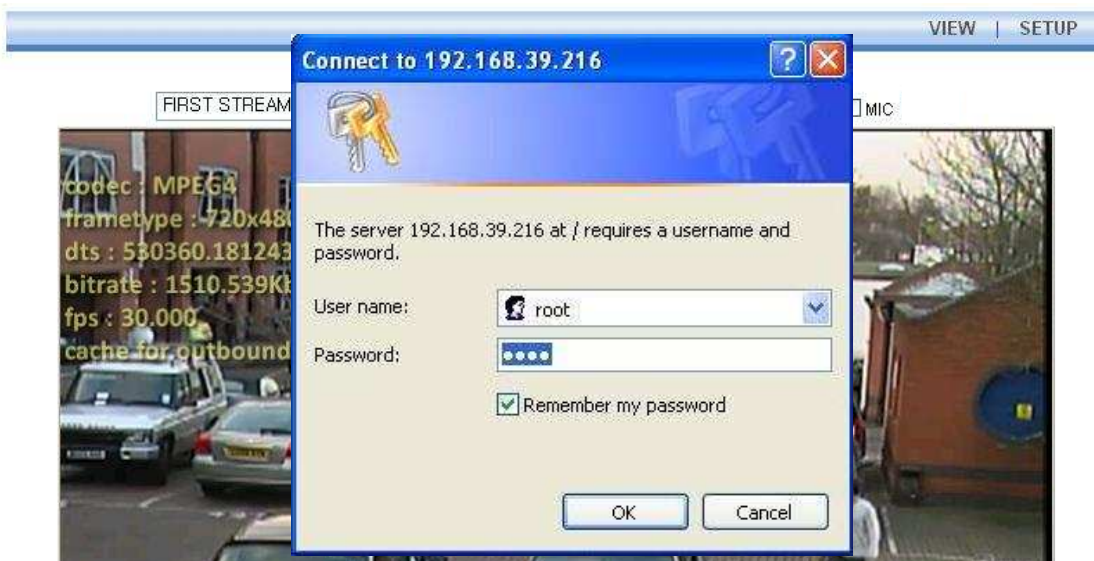 VIEW | SETUP
Connect to 192.168.39.216
FIRST STREAM
MIC
codec : MPEG4
frametype : 720x480
dts : 530360.181243
bitrate : 1510.539Kb
fps : 30.000
cache for outbound
The server 192.168.39.216 at / requires a username and
password.
User name:
root
Password:
Remember my password
OK
Cancel